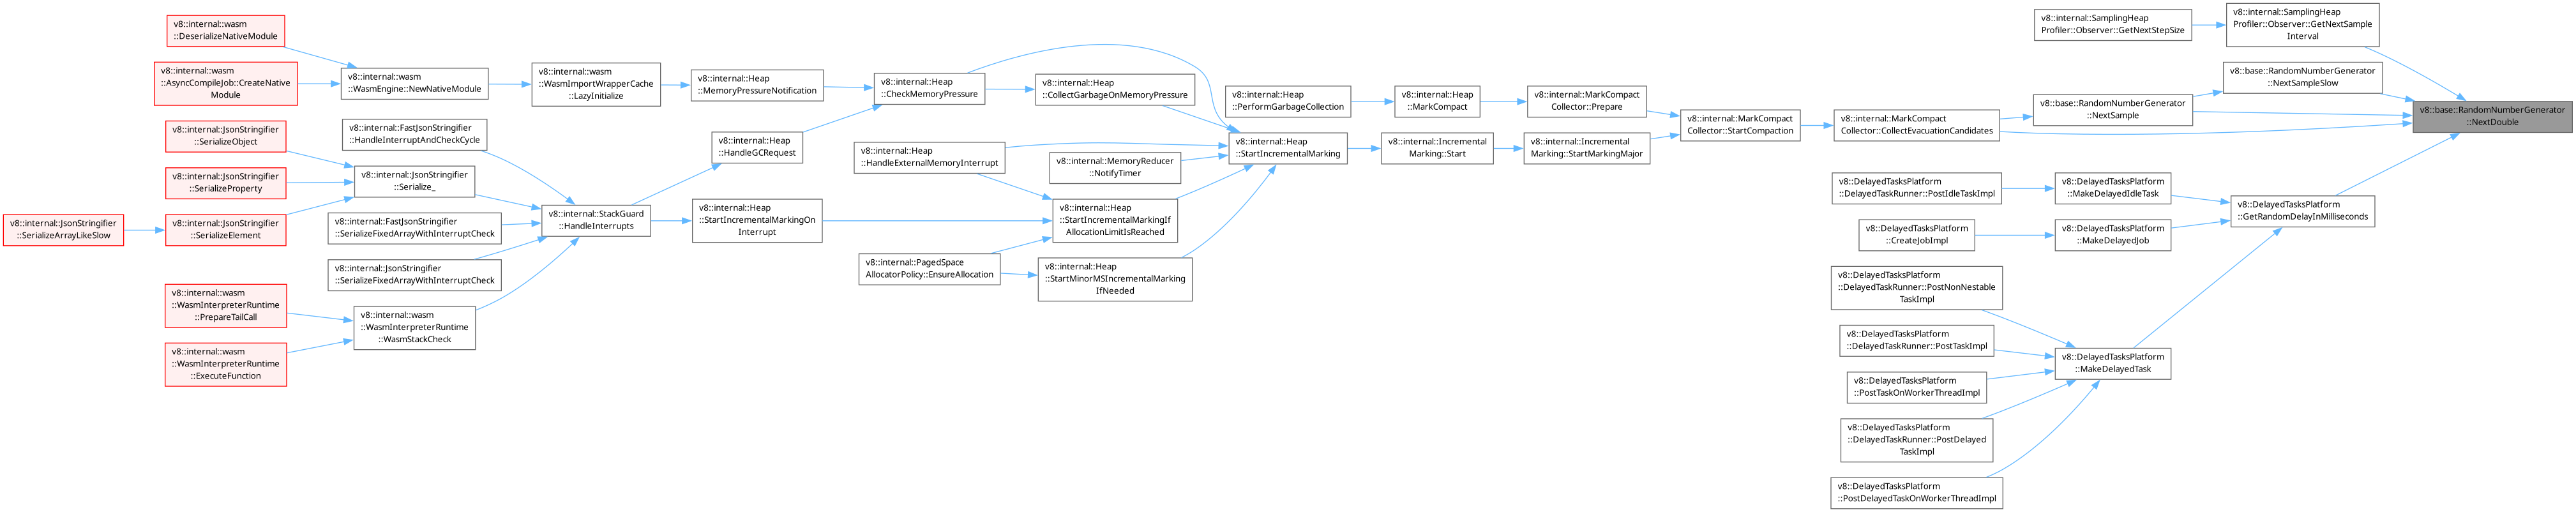 v8::internal::wasm
::DeserializeNativeModule
v8::internal::wasm
::AsyncCompileJob::CreateNative
Module
v8::internal::JsonStringifier
::SerializeObject
v8::internal::JsonStringifier
::SerializeProperty
v8::internal::JsonStringifier
::SerializeArrayLikeSlow
v8::internal::JsonStringifier
::SerializeElement
v8::internal::wasm
::WasmInterpreterRuntime
::PrepareTailCall
v8::internal::wasm
::WasmInterpreterRuntime
::ExecuteFunction
v8::internal::wasm
::WasmEngine::NewNativeModule
v8::internal::FastJsonStringifier
::HandleInterruptAndCheckCycle
v8::internal::JsonStringifier
::Serialize_
v8::internal::FastJsonStringifier
::SerializeFixedArrayWithInterruptCheck
v8::internal::JsonStringifier
::SerializeFixedArrayWithInterruptCheck
v8::internal::wasm
::WasmInterpreterRuntime
::WasmStackCheck
v8::internal::wasm
::WasmImportWrapperCache
::LazyInitialize
v8::internal::StackGuard
::HandleInterrupts
v8::internal::Heap
::MemoryPressureNotification
v8::internal::Heap
::HandleGCRequest
v8::internal::Heap
::StartIncrementalMarkingOn
Interrupt
v8::internal::Heap
::CheckMemoryPressure
v8::internal::Heap
::HandleExternalMemoryInterrupt
v8::internal::PagedSpace
AllocatorPolicy::EnsureAllocation
v8::internal::Heap
::CollectGarbageOnMemoryPressure
v8::internal::MemoryReducer
::NotifyTimer
v8::internal::Heap
::StartIncrementalMarkingIf
AllocationLimitIsReached
v8::internal::Heap
::StartMinorMSIncrementalMarking
IfNeeded
v8::internal::Heap
::PerformGarbageCollection
v8::internal::Heap
::StartIncrementalMarking
v8::internal::Heap
::MarkCompact
v8::internal::Incremental
Marking::Start
v8::internal::MarkCompact
Collector::Prepare
v8::internal::Incremental
Marking::StartMarkingMajor
v8::internal::MarkCompact
Collector::StartCompaction
v8::internal::MarkCompact
Collector::CollectEvacuationCandidates
v8::DelayedTasksPlatform
::DelayedTaskRunner::PostIdleTaskImpl
v8::DelayedTasksPlatform
::CreateJobImpl
v8::DelayedTasksPlatform
::DelayedTaskRunner::PostNonNestable
TaskImpl
v8::DelayedTasksPlatform
::DelayedTaskRunner::PostTaskImpl
v8::DelayedTasksPlatform
::PostTaskOnWorkerThreadImpl
v8::DelayedTasksPlatform
::DelayedTaskRunner::PostDelayed
TaskImpl
v8::DelayedTasksPlatform
::PostDelayedTaskOnWorkerThreadImpl
v8::internal::SamplingHeap
Profiler::Observer::GetNextStepSize
v8::base::RandomNumberGenerator
::NextSample
v8::DelayedTasksPlatform
::MakeDelayedIdleTask
v8::DelayedTasksPlatform
::MakeDelayedJob
v8::DelayedTasksPlatform
::MakeDelayedTask
v8::internal::SamplingHeap
Profiler::Observer::GetNextSample
Interval
v8::base::RandomNumberGenerator
::NextSampleSlow
v8::DelayedTasksPlatform
::GetRandomDelayInMilliseconds
v8::base::RandomNumberGenerator
::NextDouble